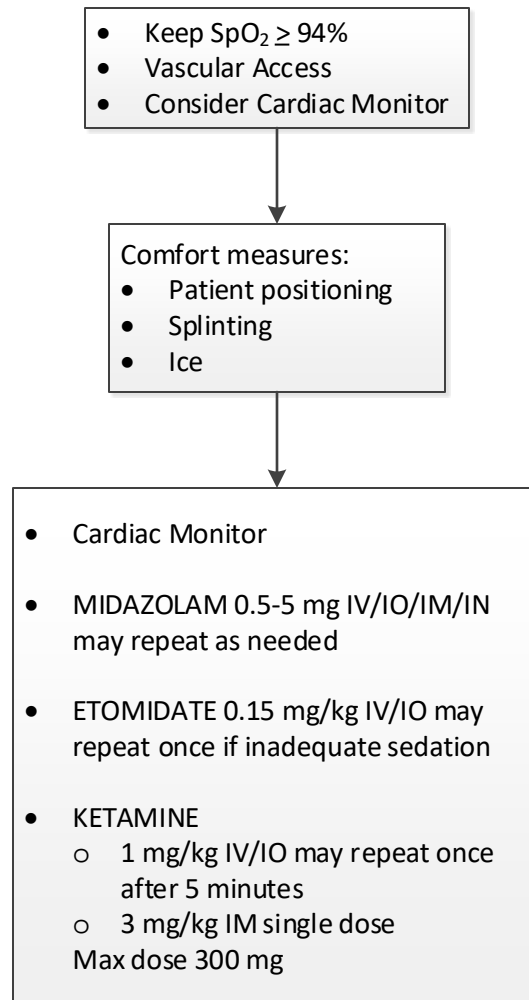 • Keep SpO₂ ≥ 94%
• Vascular Access
• Consider Cardiac Monitor
Comfort measures:
• Patient positioning
• Splinting
• Ice
• Cardiac Monitor
• MIDAZOLAM 0.5-5 mg IV/IO/IM/IN
may repeat as needed
• ETOMIDATE 0.15 mg/kg IV/IO may
repeat once if inadequate sedation
• KETAMINE
o 1 mg/kg IV/IO may repeat once
after 5 minutes
o 3 mg/kg IM single dose
Max dose 300 mg